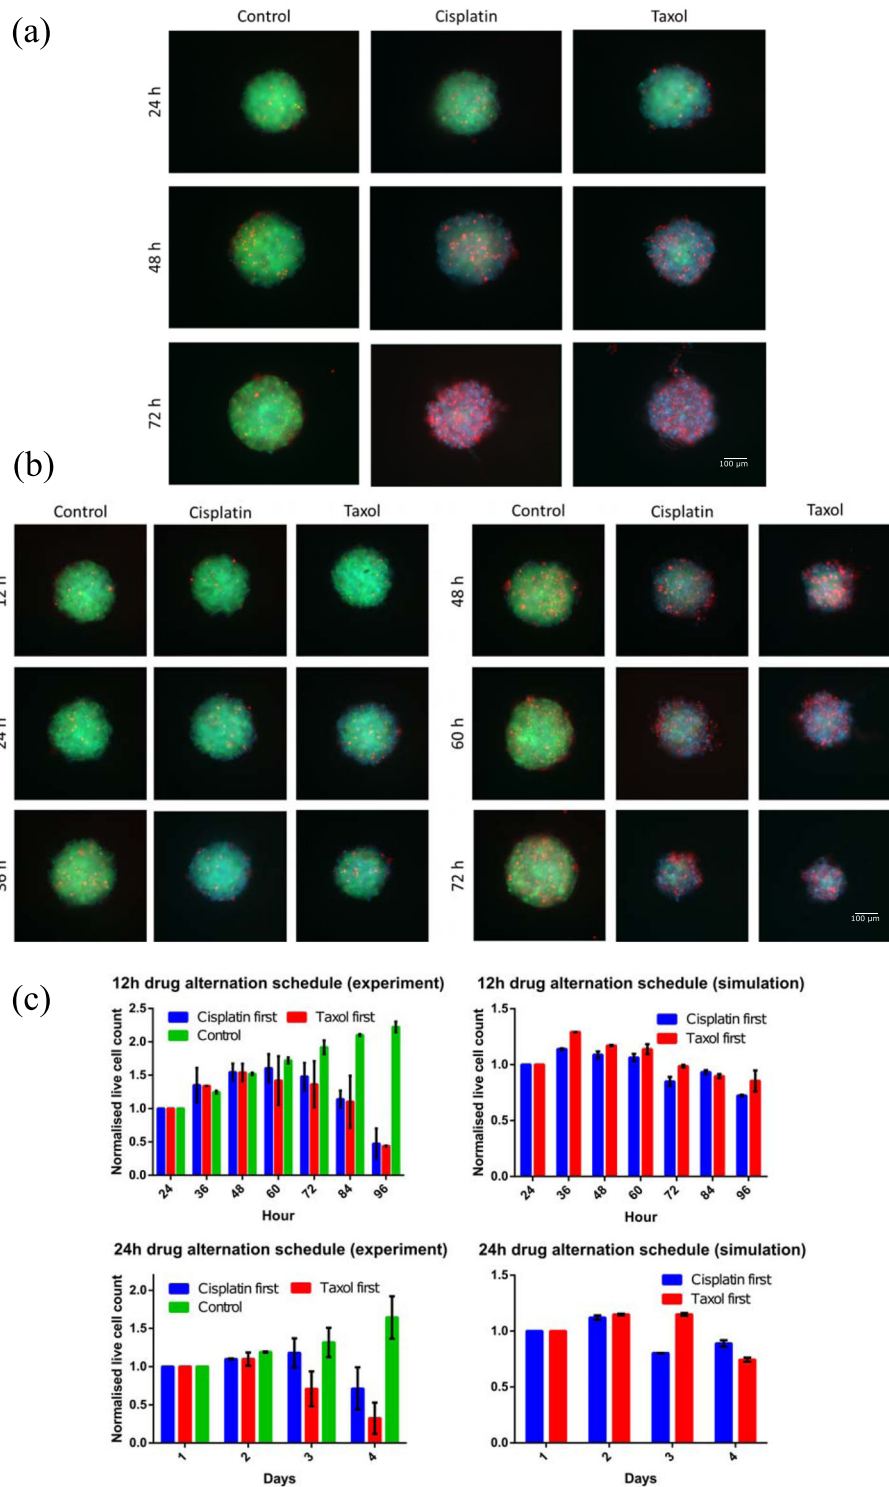 (a)
Control Cisplatin Taxol
24 h
48 h
72 h
100 µm
(b)
Control Cisplatin Taxol Control Cisplatin Taxol
12 h 48 h
24 h 60 h
36 h 72 h
100 µm
(c)
12h drug alternation schedule (experiment)
Normalised live cell count
2.5
2.0
1.5
1.0
0.5
0.0
Cisplatin first Taxol first
Control
24 36 48 60 72 84 96
Hour
12h drug alternation schedule (simulation)
Normalised live cell count
1.5
1.0
0.5
0.0
Cisplatin first
Taxol first
24 36 48 60 72 84 96
Hour
24h drug alternation schedule (experiment)
Normalised live cell count
2.0
1.5
1.0
0.5
0.0
Cisplatin first Taxol first
Control
1 2 3 4
Days
24h drug alternation schedule (simulation)
Normalised live cell count
1.5
1.0
0.5
0.0
Cisplatin first
Taxol first
1 2 3 4
Days